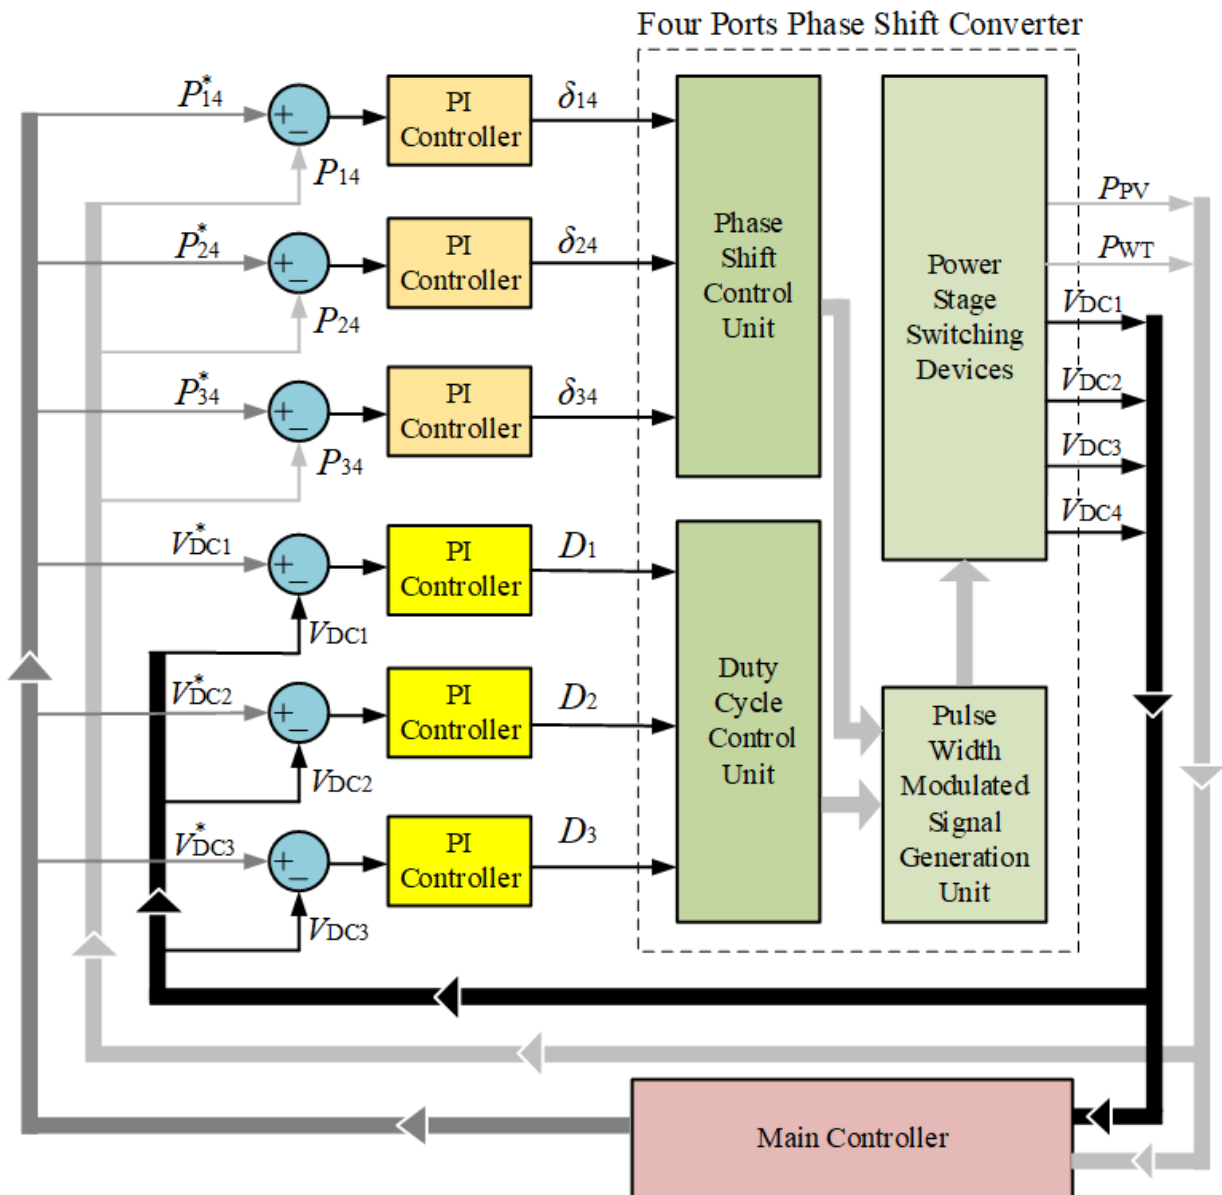 Four Ports Phase Shift Converter
P*14
PI
Controller
δ14
P14
P*24
PI
Controller
δ24
P24
P*34
PI
Controller
δ34
P34
Phase
Shift
Control
Unit
Power
Stage
Switching
Devices
PPV
PWT
VDC1
VDC2
VDC3
VDC4
V*DC1
PI
Controller
D1
VDC1
V*DC2
PI
Controller
D2
VDC2
V*DC3
PI
Controller
D3
VDC3
Duty
Cycle
Control
Unit
Pulse
Width
Modulated
Signal
Generation
Unit
Main Controller